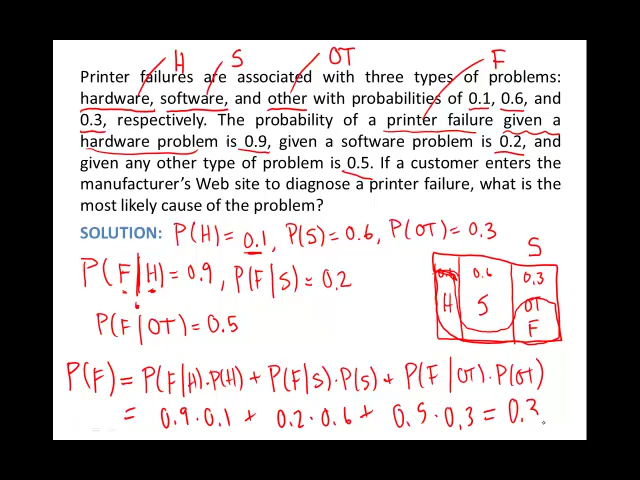 H S OT F
Printer failures are associated with three types of problems:
hardware, software, and other with probabilities of 0.1, 0.6, and
0.3, respectively. The probability of a printer failure given a
hardware problem is 0.9, given a software problem is 0.2, and
given any other type of problem is 0.5. If a customer enters the
manufacturer's Web site to diagnose a printer failure, what is the
most likely cause of the problem?
SOLUTION: P(H)= 0.1, P(S)=0.6, P(OT)=0.3
S
P(F|H)=0.9, P(F|S)=0.2
0.6 0.3
H S OT
F
P(F|OT)=0.5
P(F) = P(F|H)·P(H) + P(F|S)·P(S) + P(F|OT)·P(OT)
= 0.9·0.1 + 0.2·0.6 + 0.5·0.3 = 0.3